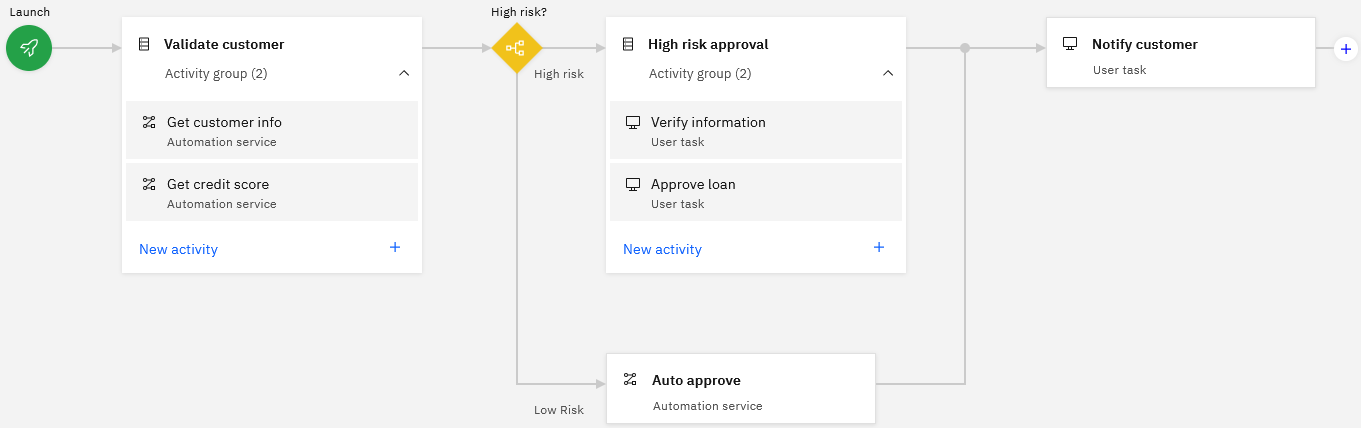 Launch
Validate customer
Activity group (2)
Get customer info
Automation service
Get credit score
Automation service
New activity
High risk?
High risk
Low Risk
High risk approval
Activity group (2)
Verify information
User task
Approve loan
User task
New activity
Auto approve
Automation service
Notify customer
User task